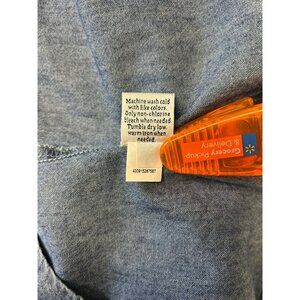 Machine wash cold
with like colors.
Only non-chlorine
bleach when needed.
Tumble dry low,
warm iron when
needed.
Grocery Pickup
& Delivery